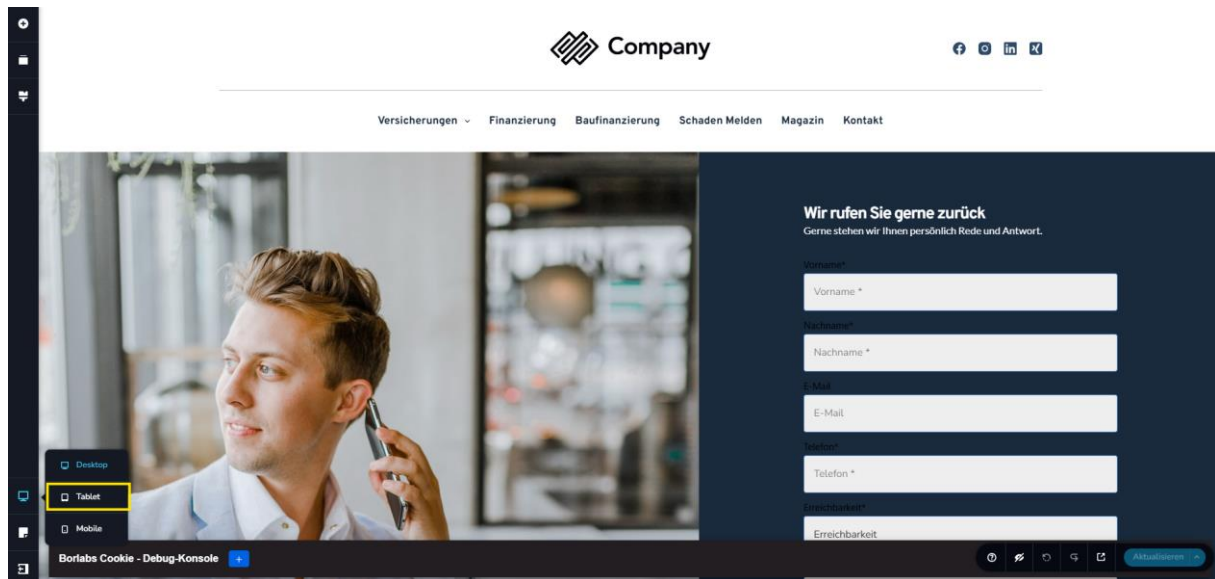 Company
Versicherungen
Finanzierung
Baufinanzierung
Schaden Melden
Magazin
Kontakt
Wir rufen Sie gerne zurück
Gerne stehen wir Ihnen persönlich Rede und Antwort.
Vorname*
Vorname *
Nachname*
Nachname *
E-Mail
E-Mail
Telefon*
Telefon *
Erreichbarkeit*
Erreichbarkeit
Desktop
Tablet
Mobile
Borlabs Cookie - Debug-Konsole
+
Aktualisieren